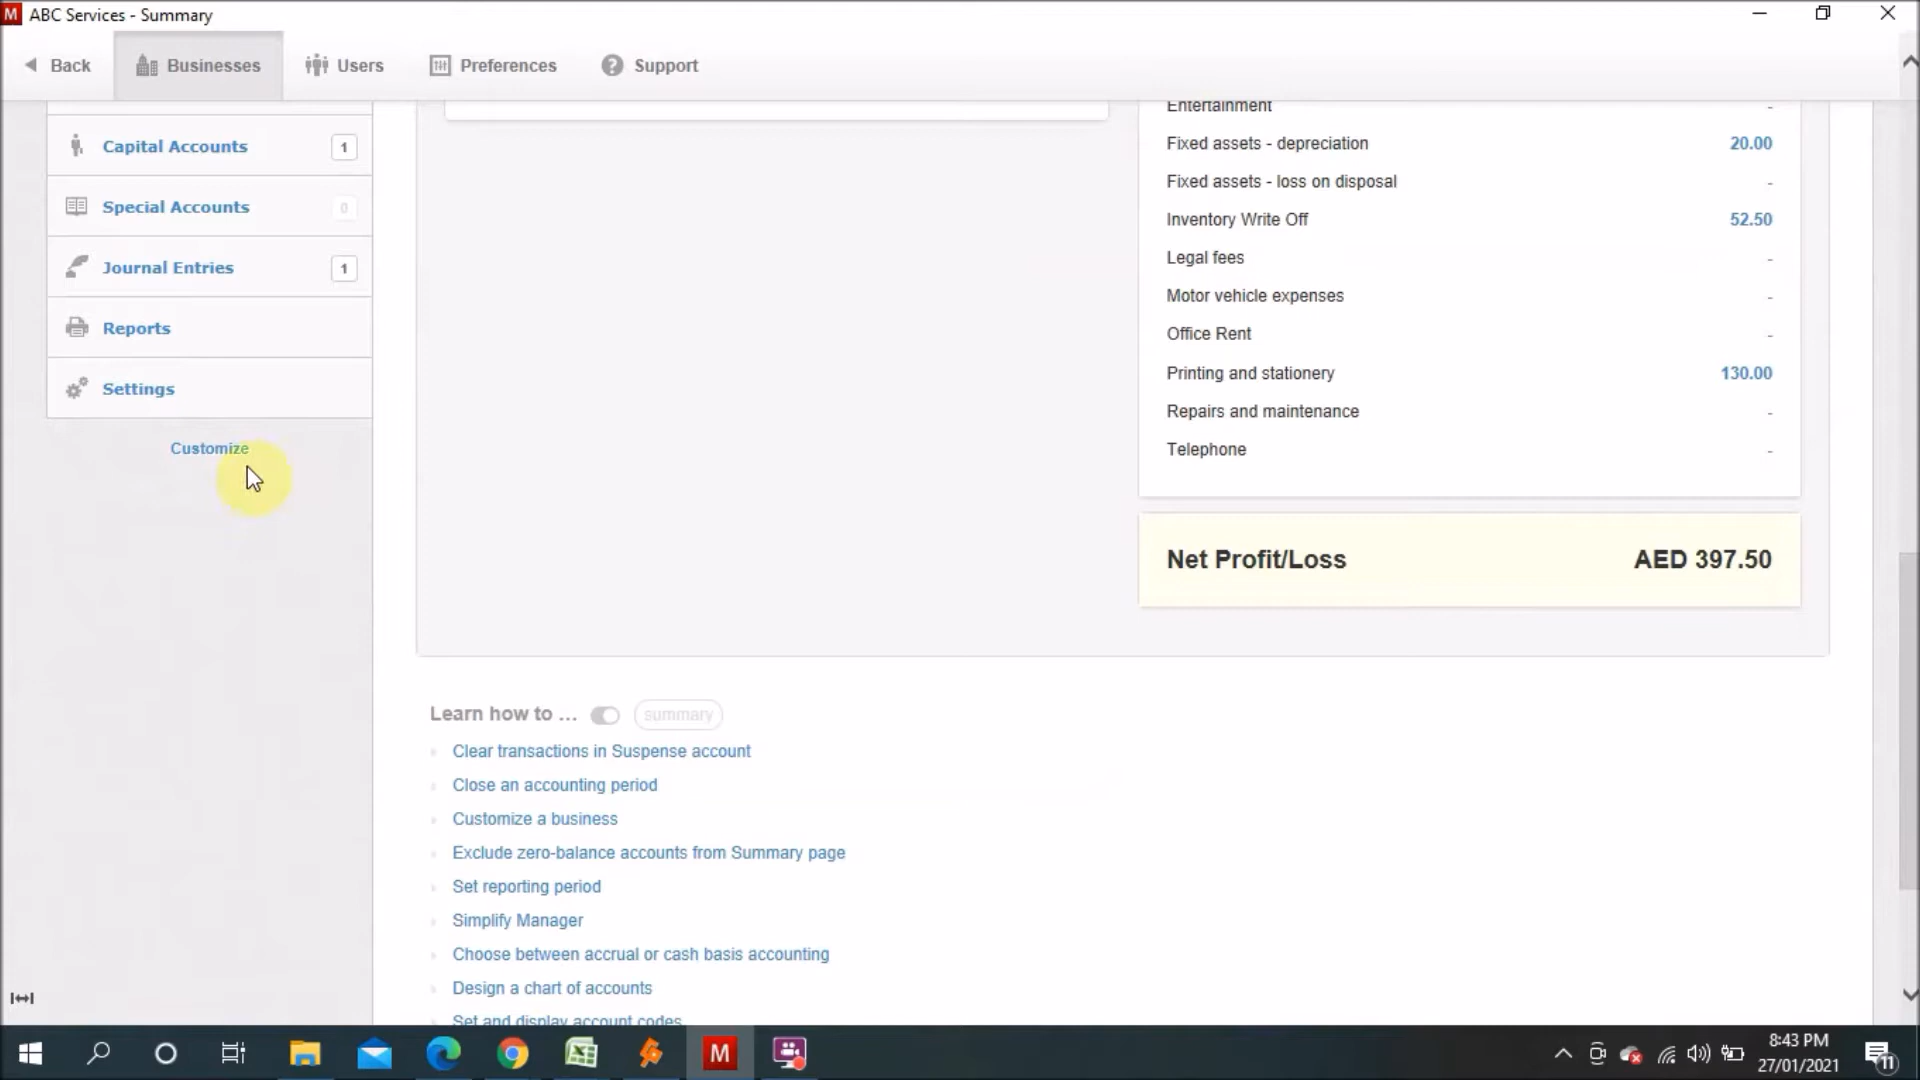 M ABC Services - Summary
Back
Businesses
Users
Preferences
Support
Capital Accounts 1
Special Accounts 0
Journal Entries 1
Reports
Settings
Customize
Entertainment -
Fixed assets - depreciation 20.00
Fixed assets - loss on disposal -
Inventory Write Off 52.50
Legal fees -
Motor vehicle expenses -
Office Rent -
Printing and stationery 130.00
Repairs and maintenance -
Telephone -
Net Profit/Loss AED 397.50
Learn how to ... summary
Clear transactions in Suspense account
Close an accounting period
Customize a business
Exclude zero-balance accounts from Summary page
Set reporting period
Simplify Manager
Choose between accrual or cash basis accounting
Design a chart of accounts
Set and display account codes
M
8:43 PM
27/01/2021
11